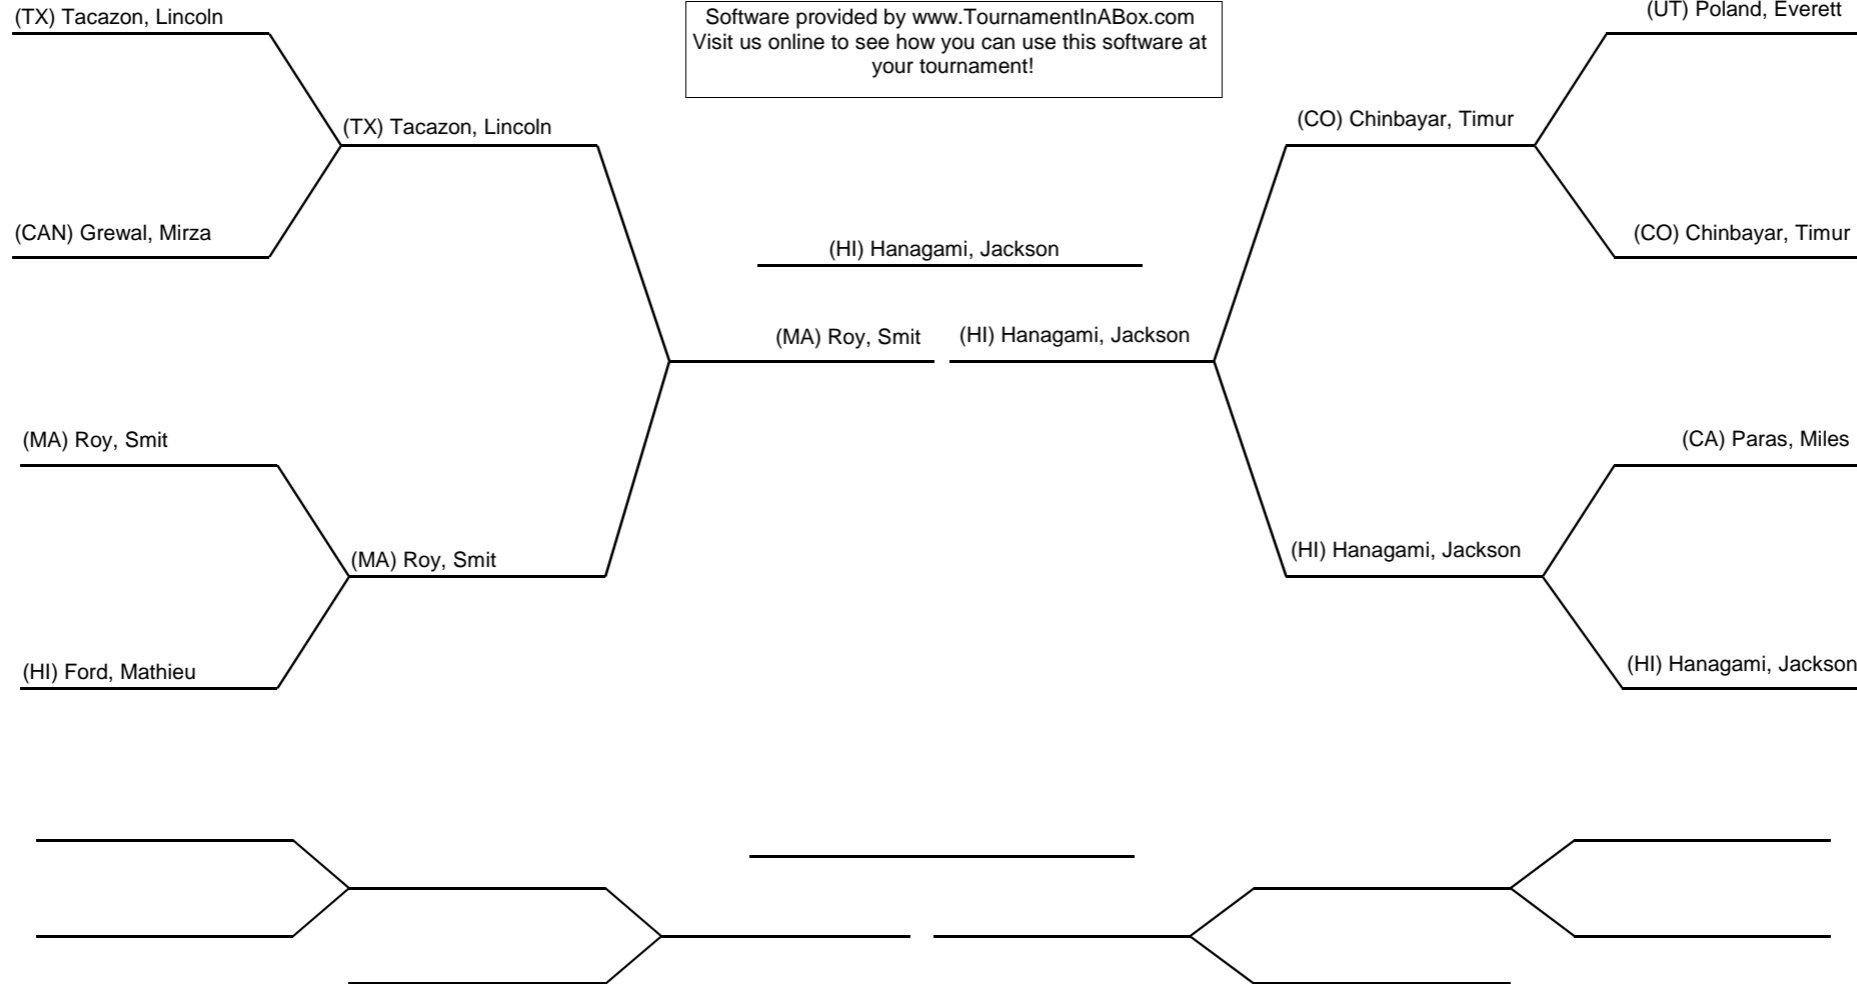 (TX) Tacazon, Lincoln
Software provided by www.TournamentInABox.com
Visit us online to see how you can use this software at
your tournament!
(UT) Poland, Everett
(TX) Tacazon, Lincoln
(CO) Chinbayar, Timur
(CAN) Grewal, Mirza
(HI) Hanagami, Jackson
(CO) Chinbayar, Timur
(MA) Roy, Smit
(HI) Hanagami, Jackson
(MA) Roy, Smit
(CA) Paras, Miles
(MA) Roy, Smit
(HI) Hanagami, Jackson
(HI) Ford, Mathieu
(HI) Hanagami, Jackson